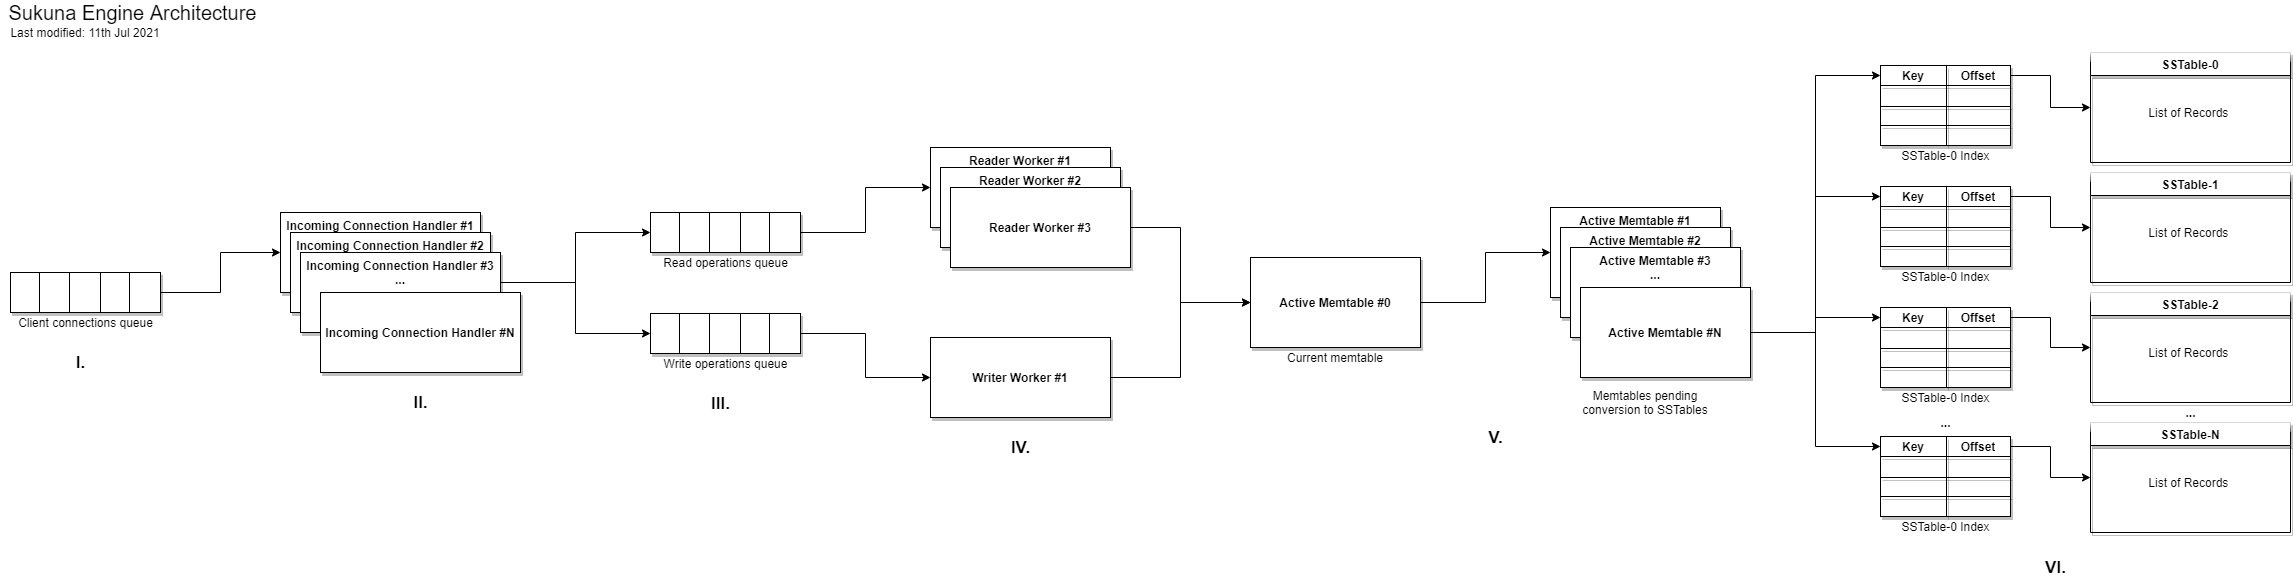 Sukuna Engine Architecture
Last modified: 11th Jul 2021
Client connections queue
I.
Incoming Connection Handler #1
Incoming Connection Handler #2
Incoming Connection Handler #3
...
Incoming Connection Handler #N
II.
Read operations queue
Write operations queue
III.
Reader Worker #1
Reader Worker #2
Reader Worker #3
Writer Worker #1
IV.
Active Memtable #0
Current memtable
Active Memtable #1
Active Memtable #2
Active Memtable #3
...
Active Memtable #N
Memtables pending
conversion to SSTables
V.
Key Offset
SSTable-0 Index
SSTable-0
List of Records
Key Offset
SSTable-0 Index
SSTable-1
List of Records
Key Offset
SSTable-0 Index
SSTable-2
List of Records
...
...
Key Offset
SSTable-0 Index
SSTable-N
List of Records
VI.